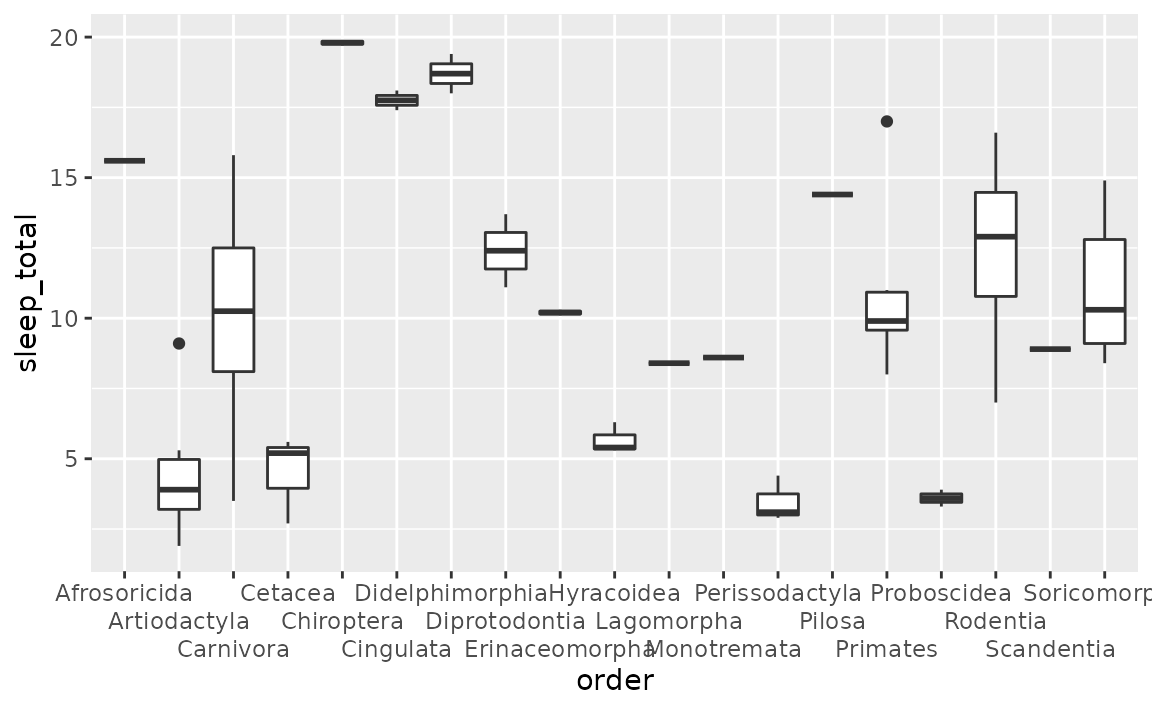 20
15
10
5
sleep_total
Afrosoricida Cetacea Didelphimorphia Hyracoidea Perissodactyla Proboscidea Soricomorp
Artiodactyla Chiroptera Diprotodontia Lagomorpha Pilosa Rodentia
Carnivora Cingulata Erinaceomorpha Monotremata Primates Scandentia
order